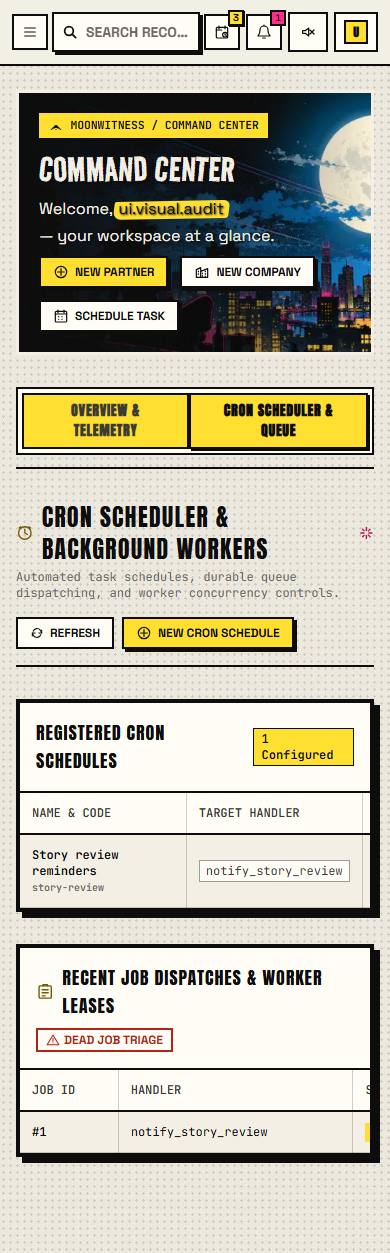 SEARCH RECO...
3
1
U
MOONWITNESS / COMMAND CENTER
COMMAND CENTER
Welcome, ui.visual.audit
— your workspace at a glance.
NEW PARTNER
NEW COMPANY
SCHEDULE TASK
OVERVIEW &
TELEMETRY
CRON SCHEDULER &
QUEUE
CRON SCHEDULER &
BACKGROUND WORKERS
Automated task schedules, durable queue
dispatching, and worker concurrency controls.
REFRESH
NEW CRON SCHEDULE
REGISTERED CRON
SCHEDULES
1
Configured
NAME & CODE
TARGET HANDLER
Story review
reminders
story-review
notify_story_review
RECENT JOB DISPATCHES & WORKER
LEASES
DEAD JOB TRIAGE
JOB ID
HANDLER
#1
notify_story_review